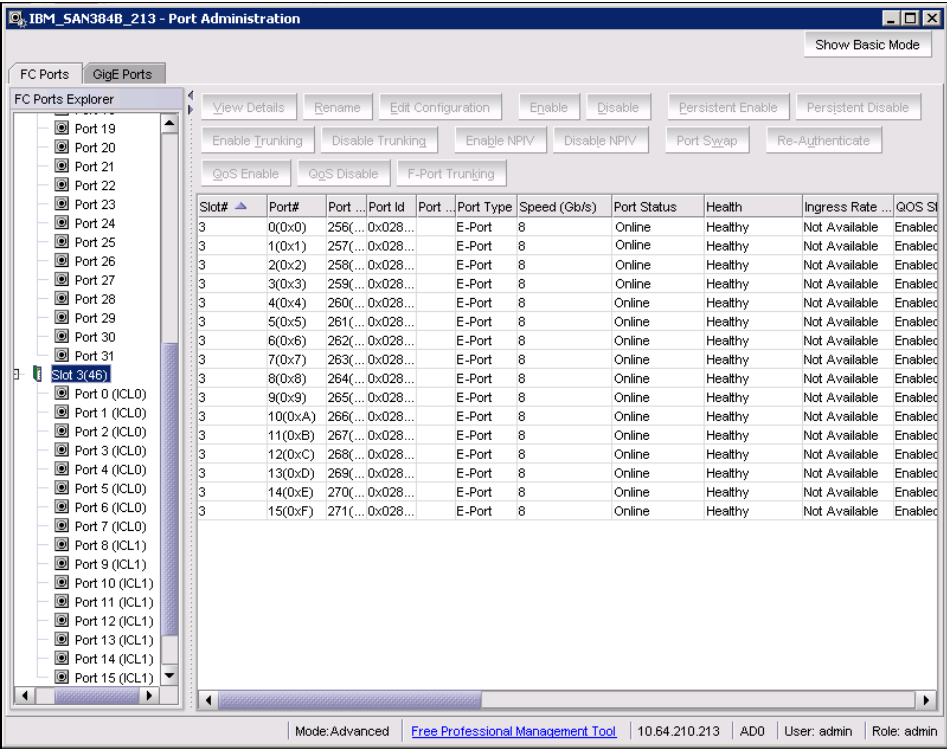 IBM_SAN384B_213 - Port Administration
Show Basic Mode
FC Ports GigE Ports
FC Ports Explorer
Port 19
Port 20
Port 21
Port 22
Port 23
Port 24
Port 25
Port 26
Port 27
Port 28
Port 29
Port 30
Port 31
Slot 3(46)
Port 0 (ICL0)
Port 1 (ICL0)
Port 2 (ICL0)
Port 3 (ICL0)
Port 4 (ICL0)
Port 5 (ICL0)
Port 6 (ICL0)
Port 7 (ICL0)
Port 8 (ICL1)
Port 9 (ICL1)
Port 10 (ICL1)
Port 11 (ICL1)
Port 12 (ICL1)
Port 13 (ICL1)
Port 14 (ICL1)
Port 15 (ICL1)
View Details Rename Edit Configuration Enable Disable Persistent Enable Persistent Disable
Enable Trunking Disable Trunking Enable NPIV Disable NPIV Port Swap Re-Authenticate
QoS Enable QoS Disable F-Port Trunking
Slot# Port# Port ... Port Id Port ... Port Type Speed (Gb/s) Port Status Health Ingress Rate ... QOS St
3 0(0x0) 256(... 0x028... E-Port 8 Online Healthy Not Available Enabled
3 1(0x1) 257(... 0x028... E-Port 8 Online Healthy Not Available Enabled
3 2(0x2) 258(... 0x028... E-Port 8 Online Healthy Not Available Enabled
3 3(0x3) 259(... 0x028... E-Port 8 Online Healthy Not Available Enabled
3 4(0x4) 260(... 0x028... E-Port 8 Online Healthy Not Available Enabled
3 5(0x5) 261(... 0x028... E-Port 8 Online Healthy Not Available Enabled
3 6(0x6) 262(... 0x028... E-Port 8 Online Healthy Not Available Enabled
3 7(0x7) 263(... 0x028... E-Port 8 Online Healthy Not Available Enabled
3 8(0x8) 264(... 0x028... E-Port 8 Online Healthy Not Available Enabled
3 9(0x9) 265(... 0x028... E-Port 8 Online Healthy Not Available Enabled
3 10(0xA) 266(... 0x028... E-Port 8 Online Healthy Not Available Enabled
3 11(0xB) 267(... 0x028... E-Port 8 Online Healthy Not Available Enabled
3 12(0xC) 268(... 0x028... E-Port 8 Online Healthy Not Available Enabled
3 13(0xD) 269(... 0x028... E-Port 8 Online Healthy Not Available Enabled
3 14(0xE) 270(... 0x028... E-Port 8 Online Healthy Not Available Enabled
3 15(0xF) 271(... 0x028... E-Port 8 Online Healthy Not Available Enabled
Mode:Advanced Free Professional Management Tool 10.64.210.213 AD0 User: admin Role: admin